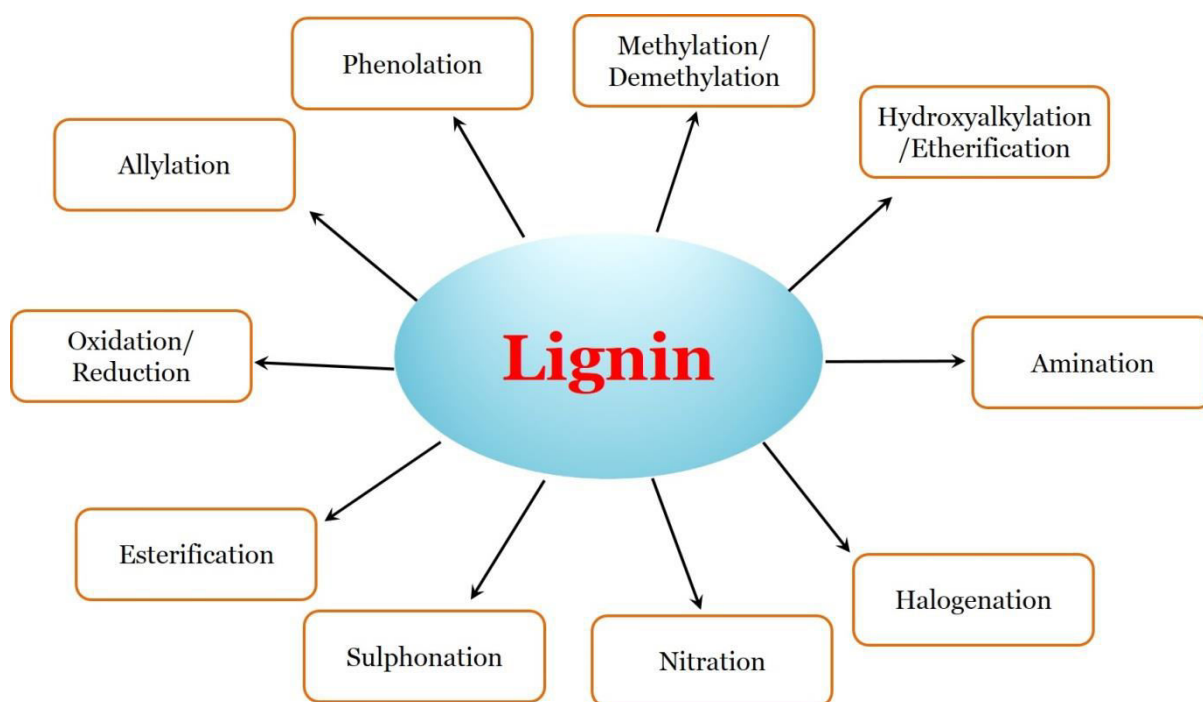 Methylation/
Demethylation
Phenolation
Hydroxyalkylation
/Etherification
Allylation
Lignin
Oxidation/
Reduction
Amination
Esterification
Halogenation
Sulphonation
Nitration